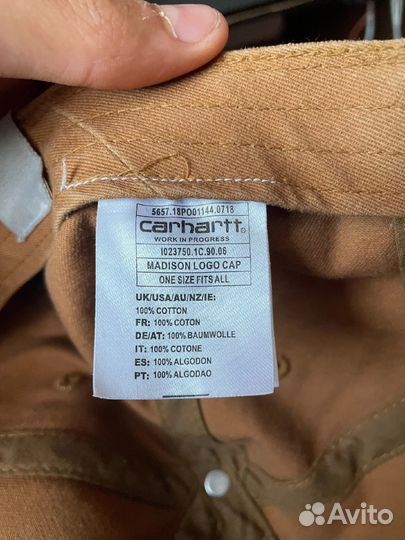 5657.18PO01144.0718
carhartt®
WORK IN PROGRESS
I023750.1C.90.06
MADISON LOGO CAP
ONE SIZE FITS ALL
UK/USA/AU/NZ/IE:
100% COTTON
FR: 100% COTON
DE/AT: 100% BAUMWOLLE
IT: 100% COTONE
ES: 100% ALGODON
PT: 100% ALGODAO
Avito